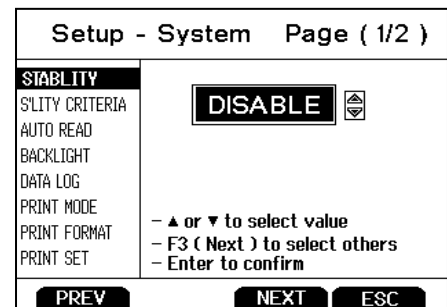 Setup - System Page ( 1/2 )
STABLITY
S'LITY CRITERIA
AUTO READ
BACKLIGHT
DATA LOG
PRINT MODE
PRINT FORMAT
PRINT SET
DISABLE
– ▲ or ▼ to select value
– F3 ( Next ) to select others
– Enter to confirm
PREV NEXT ESC